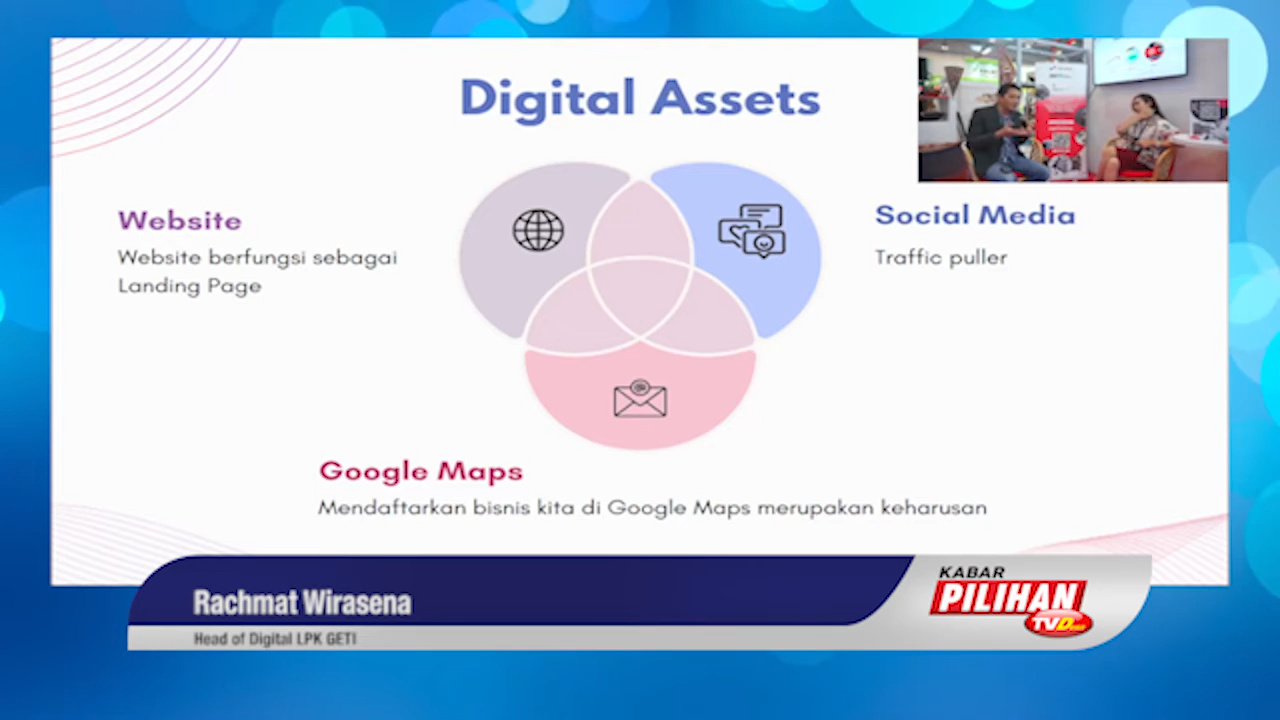 Digital Assets
Website
Website berfungsi sebagai
Landing Page
Social Media
Traffic puller
Google Maps
Mendaftarkan bisnis kita di Google Maps merupakan keharusan
Rachmat Wirasena
Head of Digital LPK GETI
KABAR
PILIHAN